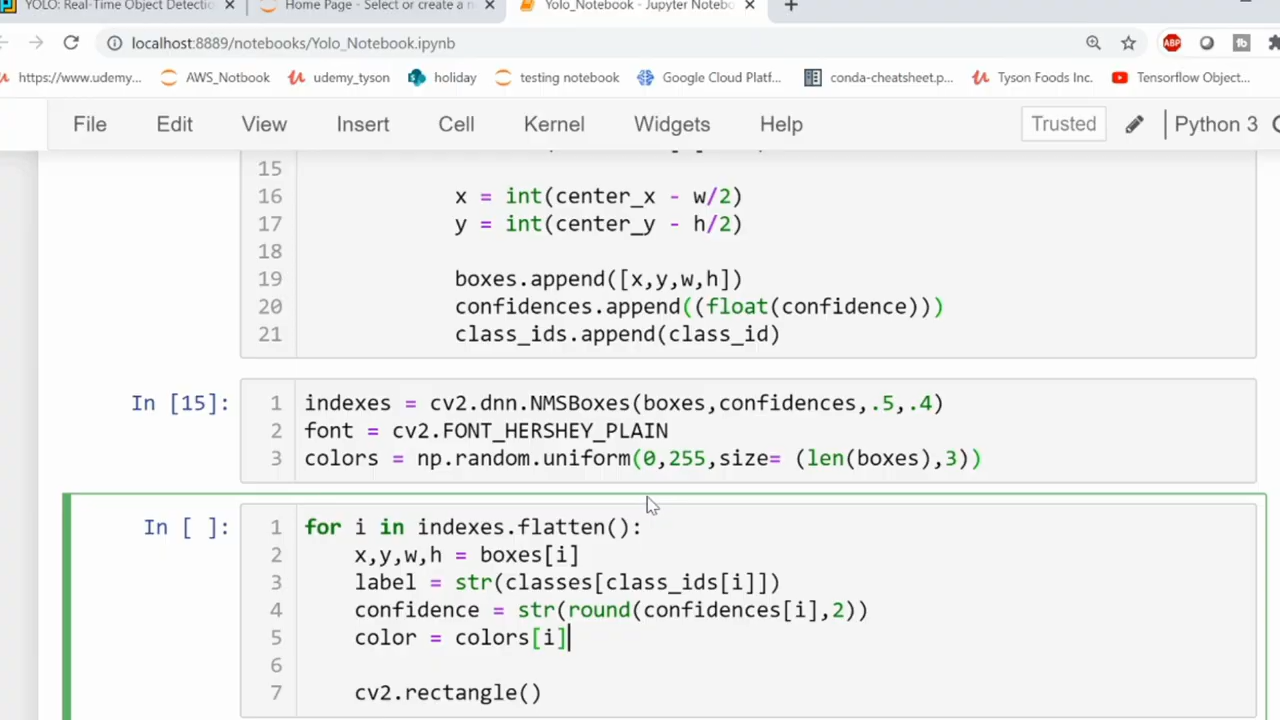 YOLO: Real-Time Object Detectio
Home Page - Select or create a n
Yolo_Notebook - Jupyter Notebo
localhost:8889/notebooks/Yolo_Notebook.ipynb
ABP
https://www.udemy...
AWS_Notbook
udemy_tyson
holiday
testing notebook
Google Cloud Platf...
conda-cheatsheet.p...
Tyson Foods Inc.
Tensorflow Object...
File Edit View Insert Cell Kernel Widgets Help Trusted Python 3
15
16 x = int(center_x - w/2)
17 y = int(center_y - h/2)
18
19 boxes.append([x,y,w,h])
20 confidences.append((float(confidence)))
21 class_ids.append(class_id)
In [15]: 1 indexes = cv2.dnn.NMSBoxes(boxes,confidences,.5,.4)
2 font = cv2.FONT_HERSHEY_PLAIN
3 colors = np.random.uniform(0,255,size= (len(boxes),3))
In [ ]: 1 for i in indexes.flatten():
2 x,y,w,h = boxes[i]
3 label = str(classes[class_ids[i]])
4 confidence = str(round(confidences[i],2))
5 color = colors[i]
6
7 cv2.rectangle()